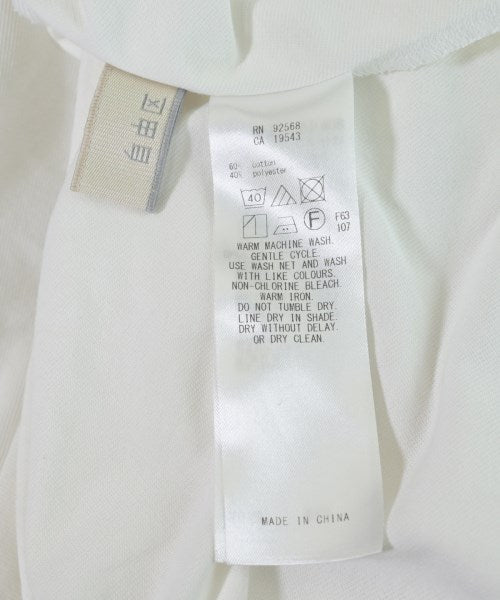 自由区
RN 92568
CA 19543
60% cotton
40% polyester
40
F F63
107
WARM MACHINE WASH.
GENTLE CYCLE.
USE WASH NET AND WASH
WITH LIKE COLOURS.
NON-CHLORINE BLEACH.
WARM IRON.
DO NOT TUMBLE DRY.
LINE DRY IN SHADE.
DRY WITHOUT DELAY.
OR DRY CLEAN.
MADE IN CHINA